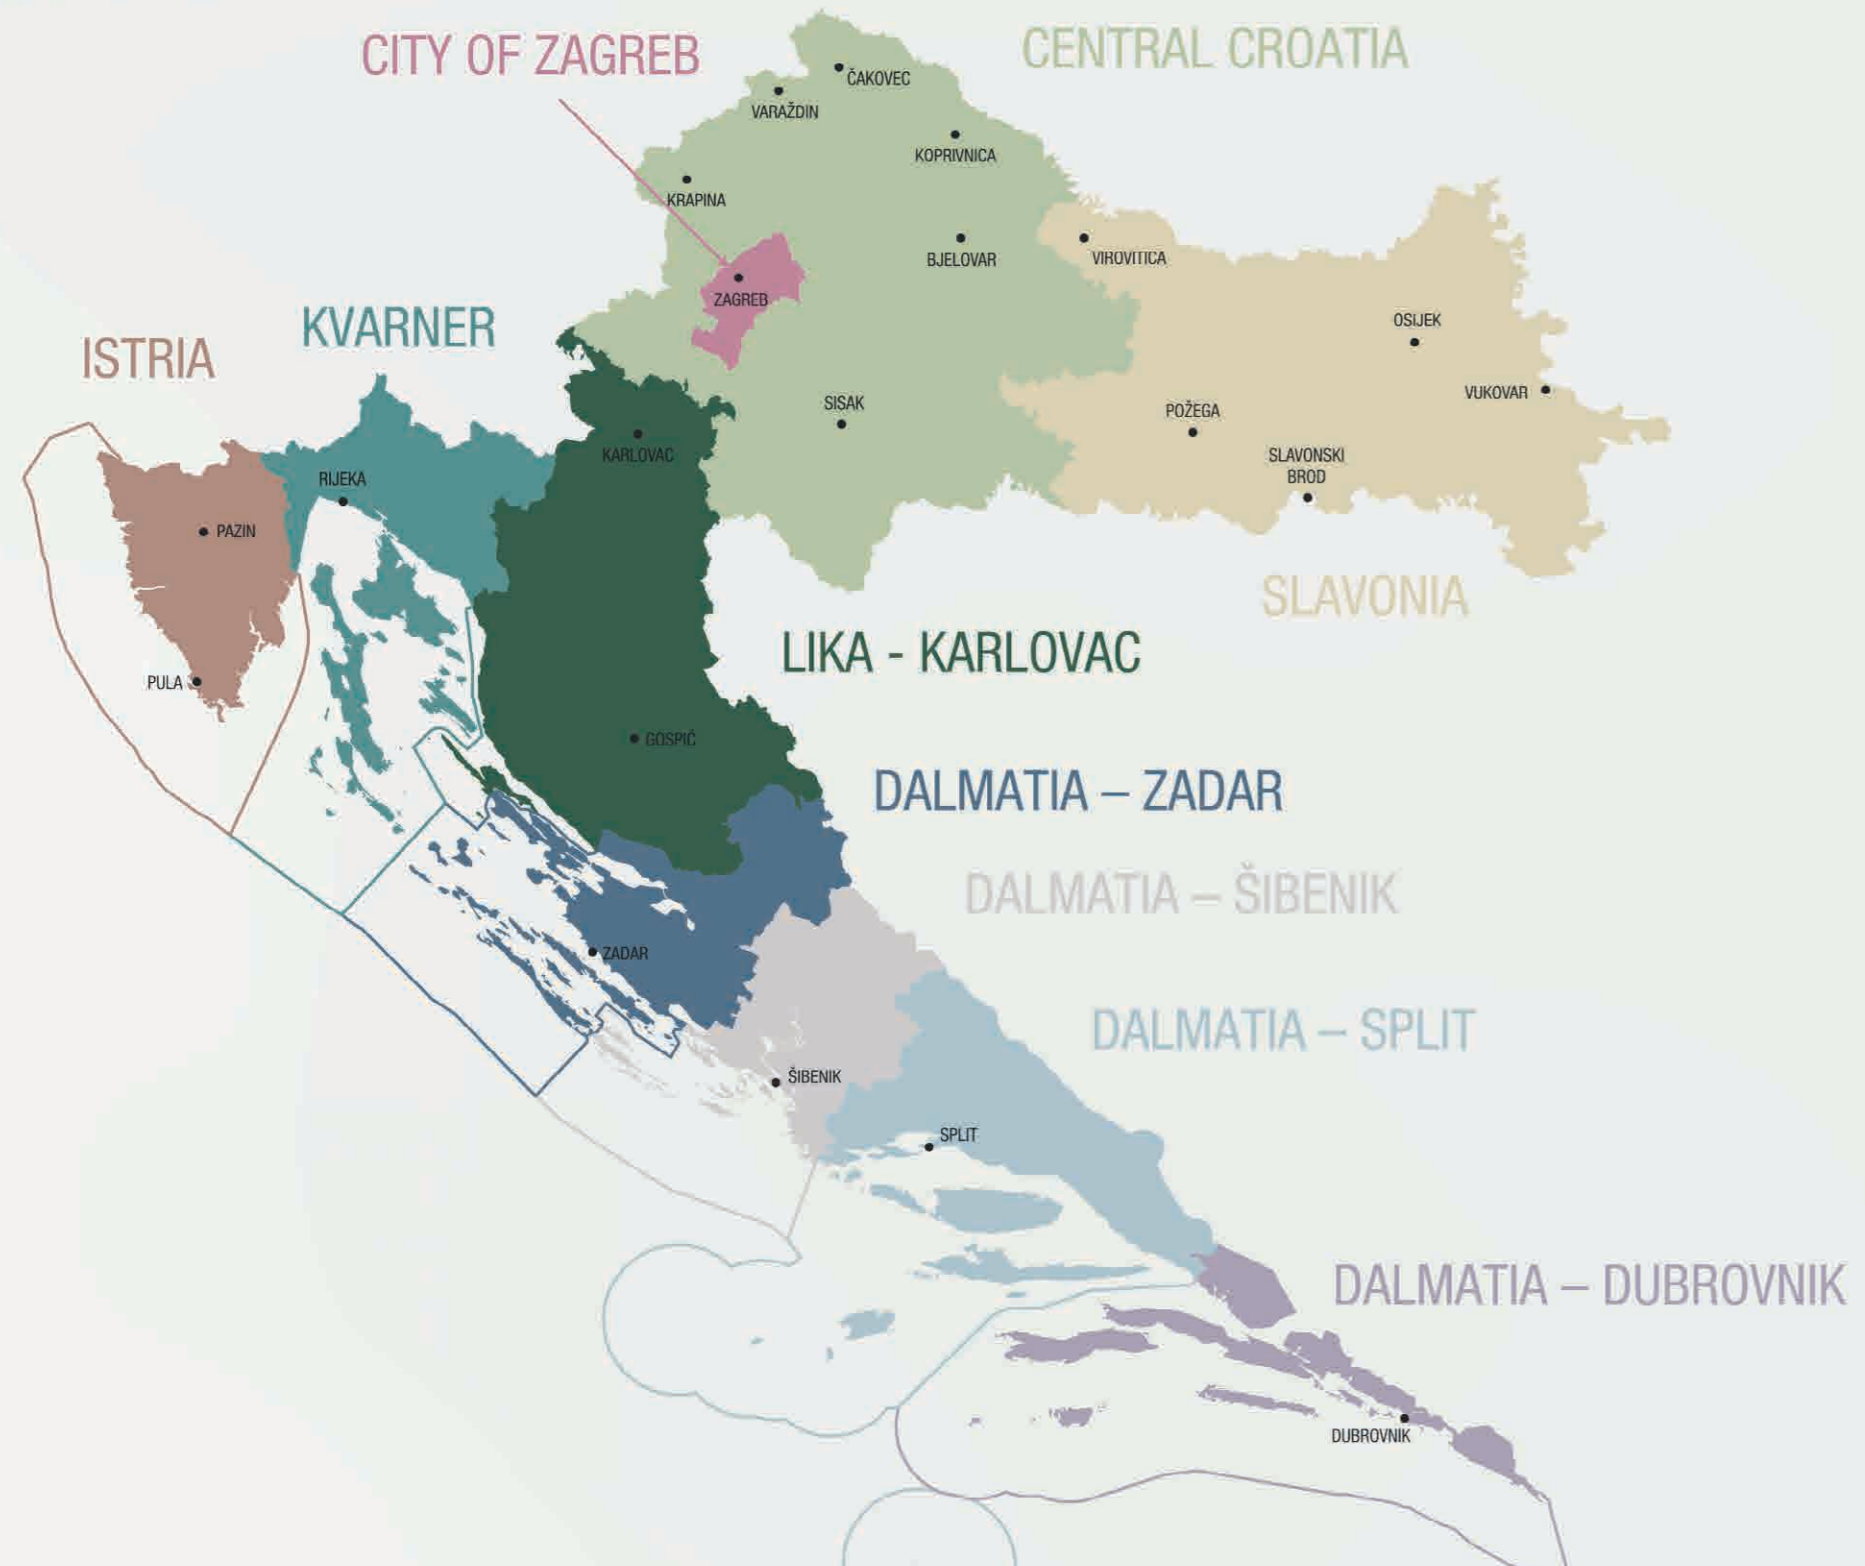 CITY OF ZAGREB
CENTRAL CROATIA
ČAKOVEC
VARAŽDIN
KOPRIVNICA
KRAPINA
BJELOVAR
VIROVITICA
ZAGREB
KVARNER
ISTRIA
OSIJEK
VUKOVAR
SISAK
POŽEGA
KARLOVAC
SLAVONSKI
BROD
RIJEKA
PAZIN
SLAVONIA
LIKA - KARLOVAC
PULA
GOSPIĆ
DALMATIA – ZADAR
DALMATIA – ŠIBENIK
ZADAR
DALMATIA – SPLIT
ŠIBENIK
SPLIT
DALMATIA – DUBROVNIK
DUBROVNIK